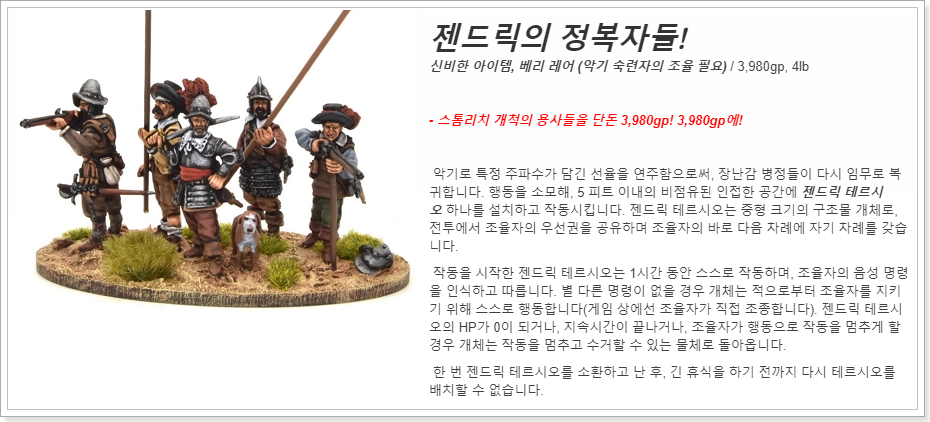 젠드릭의 정복자들!
신비한 아이템, 베리 레어 (악기 숙련자의 조율 필요) / 3,980gp, 4lb
- 스톰리치 개척의 용사들을 단돈 3,980gp! 3,980gp에!
악기로 특정 주파수가 담긴 선율을 연주함으로써, 장난감 병정들이 다시 임무로 복
귀합니다. 행동을 소모해, 5 피트 이내의 비점유된 인접한 공간에 젠드릭 테르시
오 하나를 설치하고 작동시킵니다. 젠드릭 테르시오는 중형 크기의 구조물 개체로,
전투에서 조율자의 우선권을 공유하며 조율자의 바로 다음 차례에 자기 차례를 갖습
니다.
작동을 시작한 젠드릭 테르시오는 1시간 동안 스스로 작동하며, 조율자의 음성 명령
을 인식하고 따릅니다. 별 다른 명령이 없을 경우 개체는 적으로부터 조율자를 지키
기 위해 스스로 행동합니다(게임 상에선 조율자가 직접 조종합니다). 젠드릭 테르시
오의 HP가 0이 되거나, 지속시간이 끝나거나, 조율자가 행동으로 작동을 멈추게 할
경우 개체는 작동을 멈추고 수거할 수 있는 물체로 돌아옵니다.
한 번 젠드릭 테르시오를 소환하고 난 후, 긴 휴식을 하기 전까지 다시 테르시오를
배치할 수 없습니다.